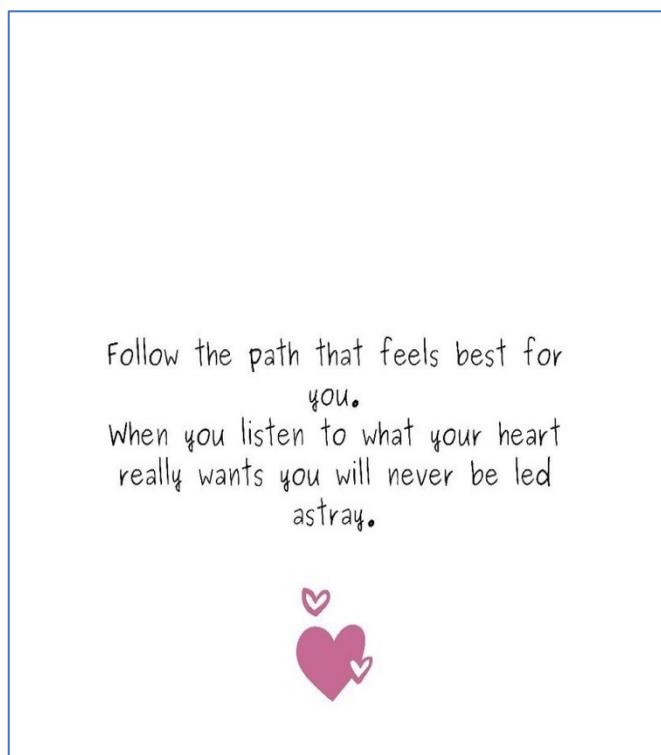 Follow the path that feels best for
you.
When you listen to what your heart
really wants you will never be led
astray.